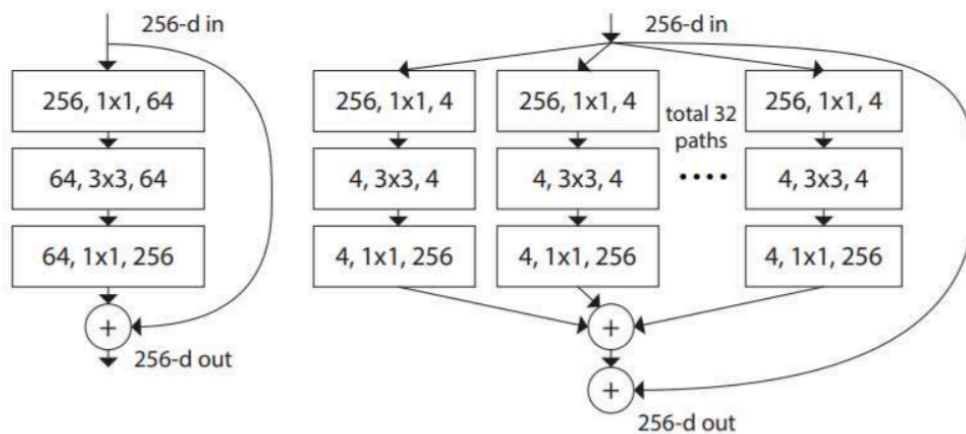 256-d in
256, 1x1, 64
64, 3x3, 64
64, 1x1, 256
+
256-d out
256-d in
256, 1x1, 4
256, 1x1, 4
total 32
paths
256, 1x1, 4
4, 3x3, 4
4, 3x3, 4
....
4, 3x3, 4
4, 1x1, 256
4, 1x1, 256
4, 1x1, 256
+
+
256-d out